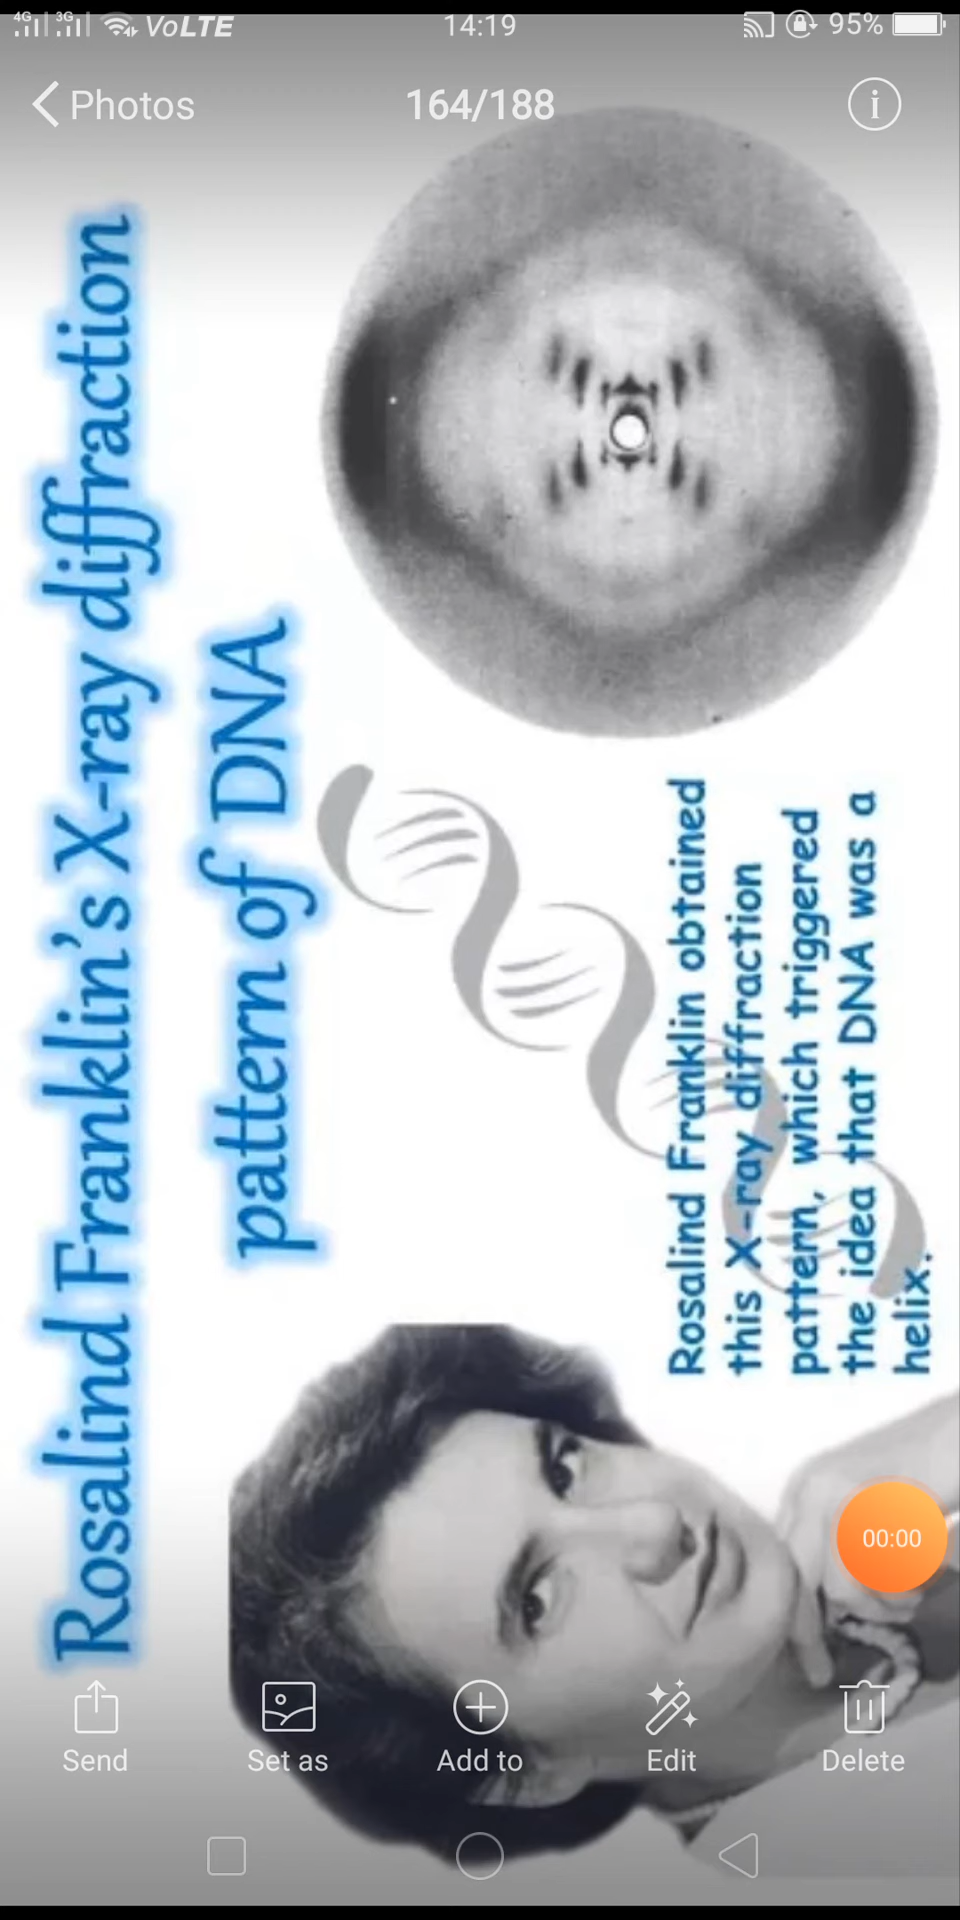 4G 3G VoLTE 14:19 95%
Photos 164/188
Rosalind Franklin's X-ray diffraction
pattern of DNA
Rosalind Franklin obtained
this X-ray diffraction
pattern, which triggered
the idea that DNA was a
helix.
00:00
Send Set as Add to Edit Delete